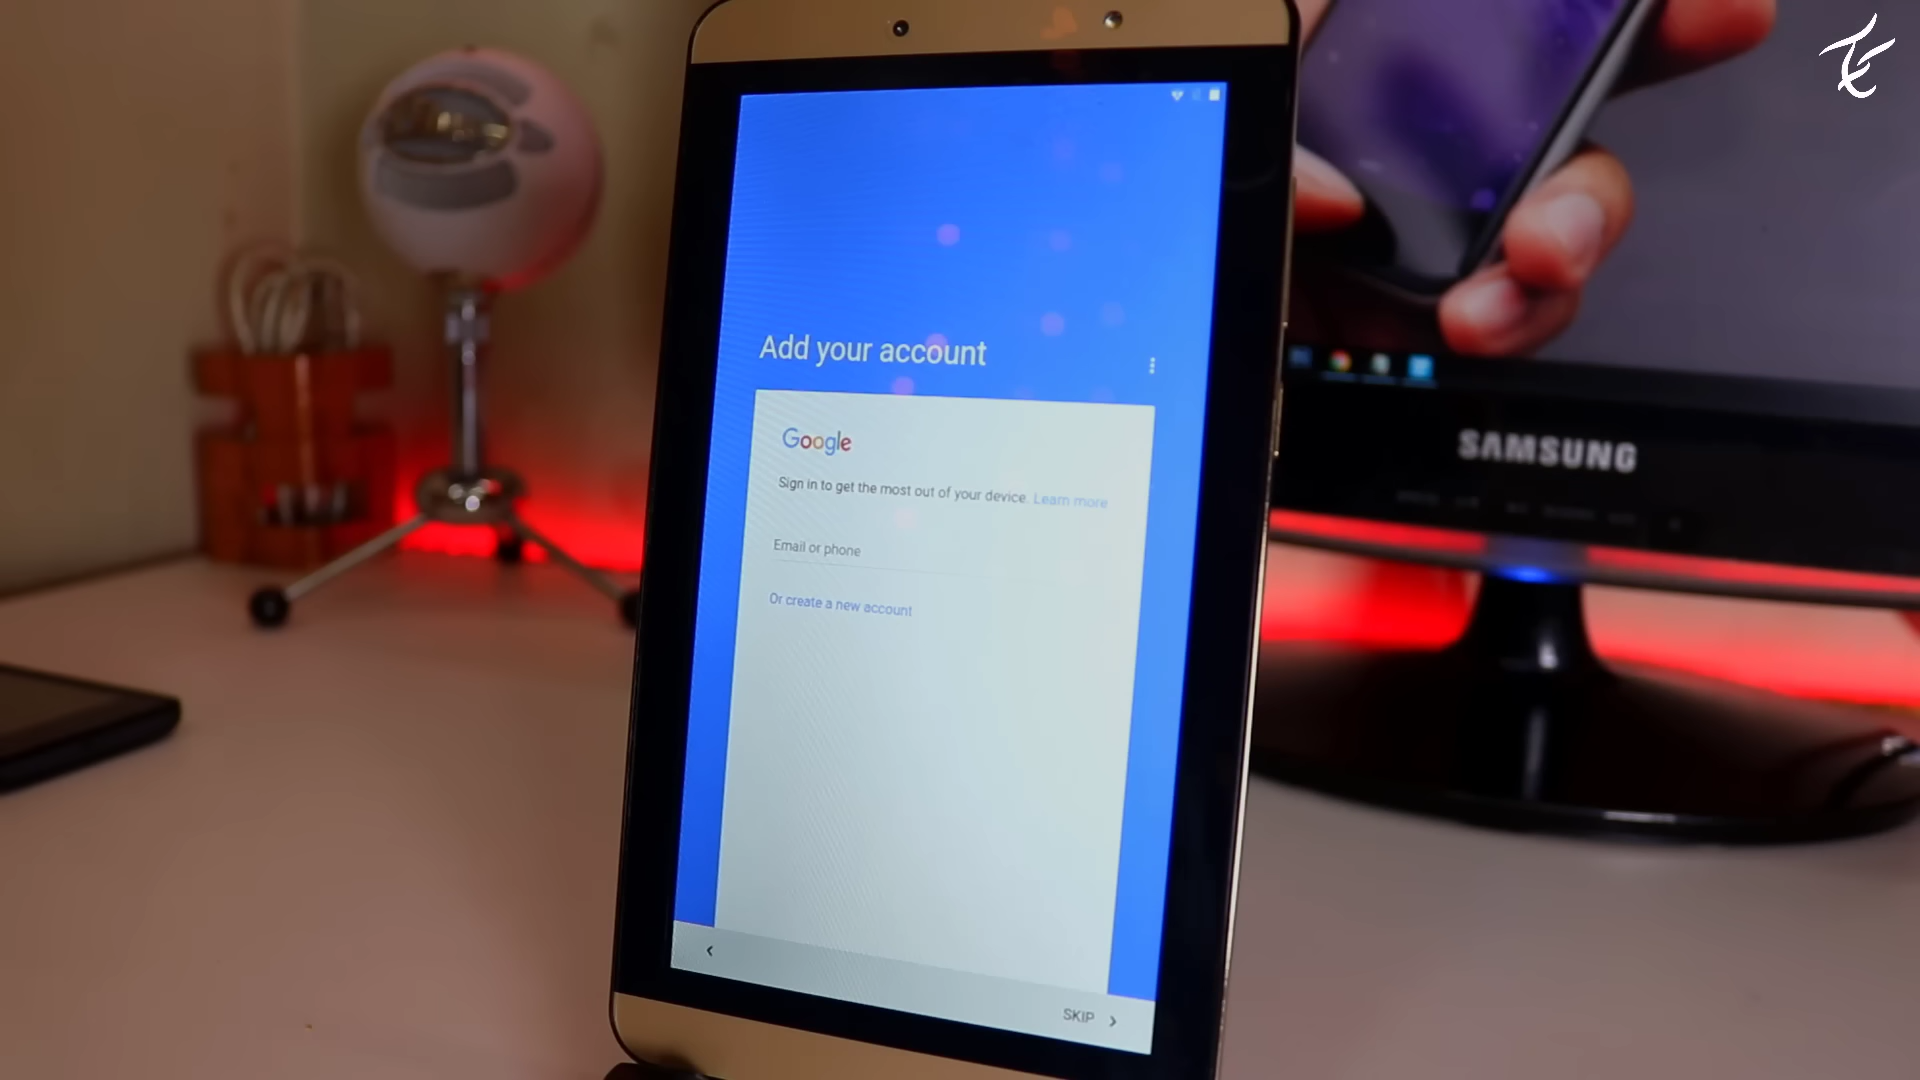 Add your account
Google
Sign in to get the most out of your device. Learn more
Email or phone
Or create a new account
SKIP
SAMSUNG